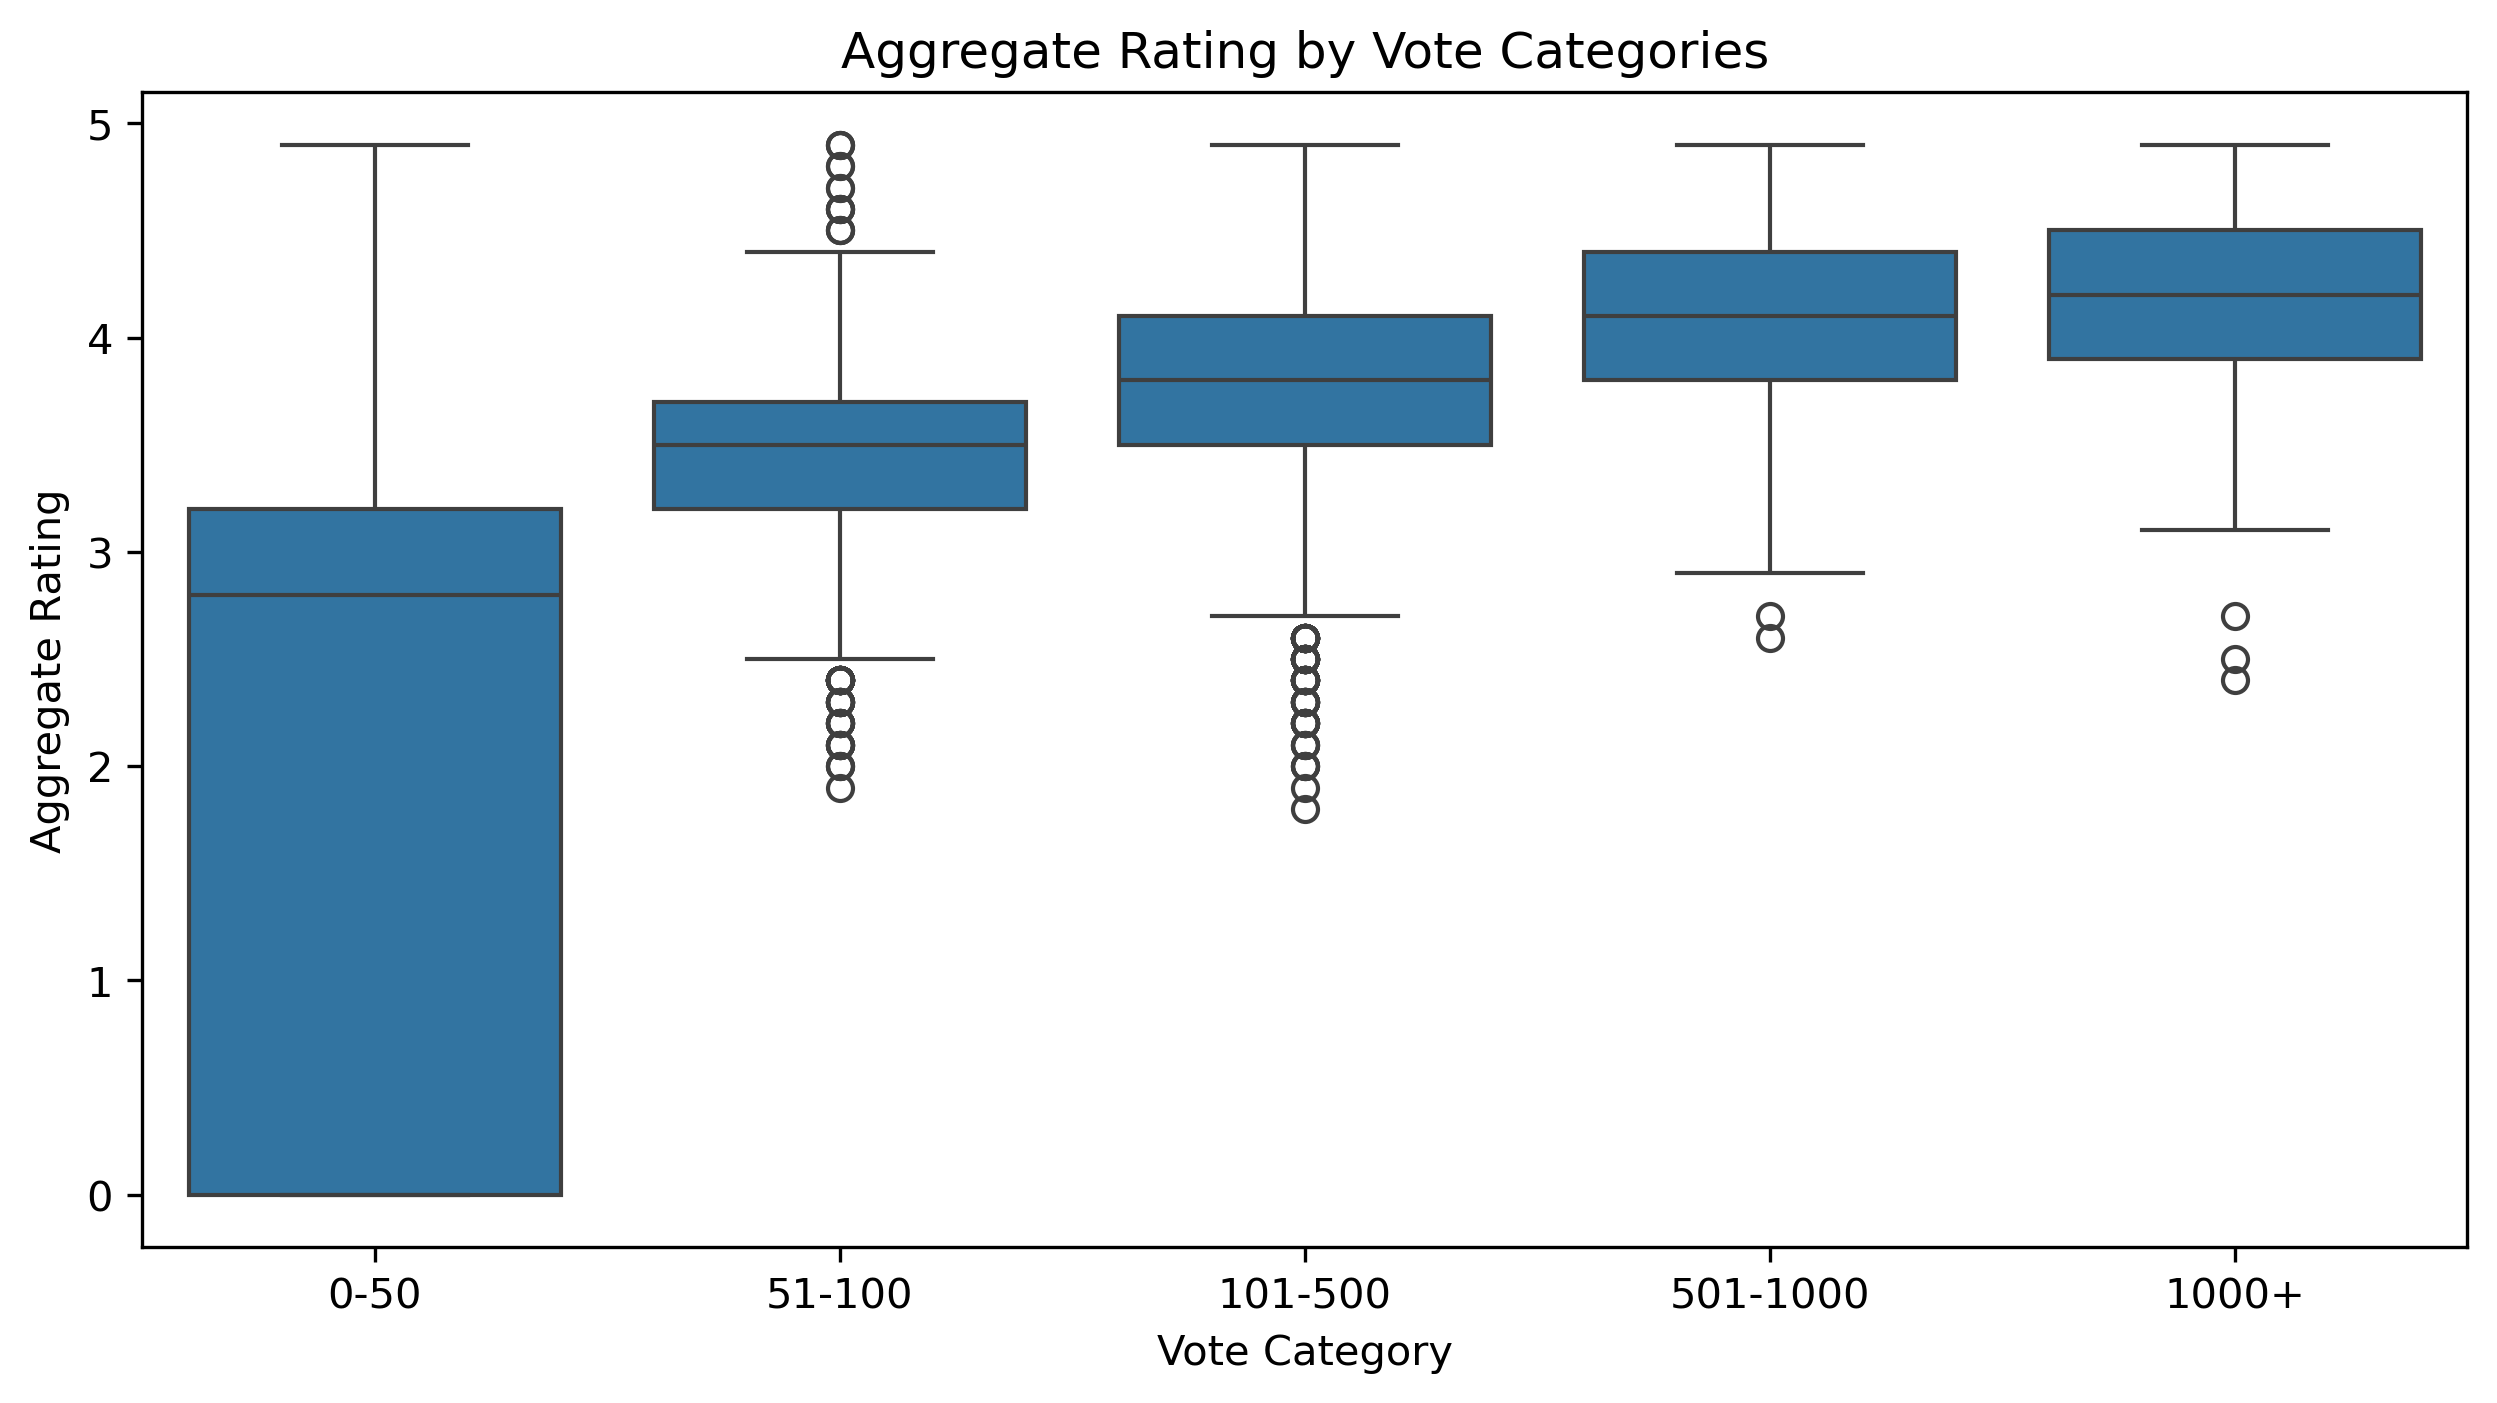 Aggregate Rating by Vote Categories
Aggregate Rating
5
4
3
2
1
0
0-50 51-100 101-500 501-1000 1000+
Vote Category